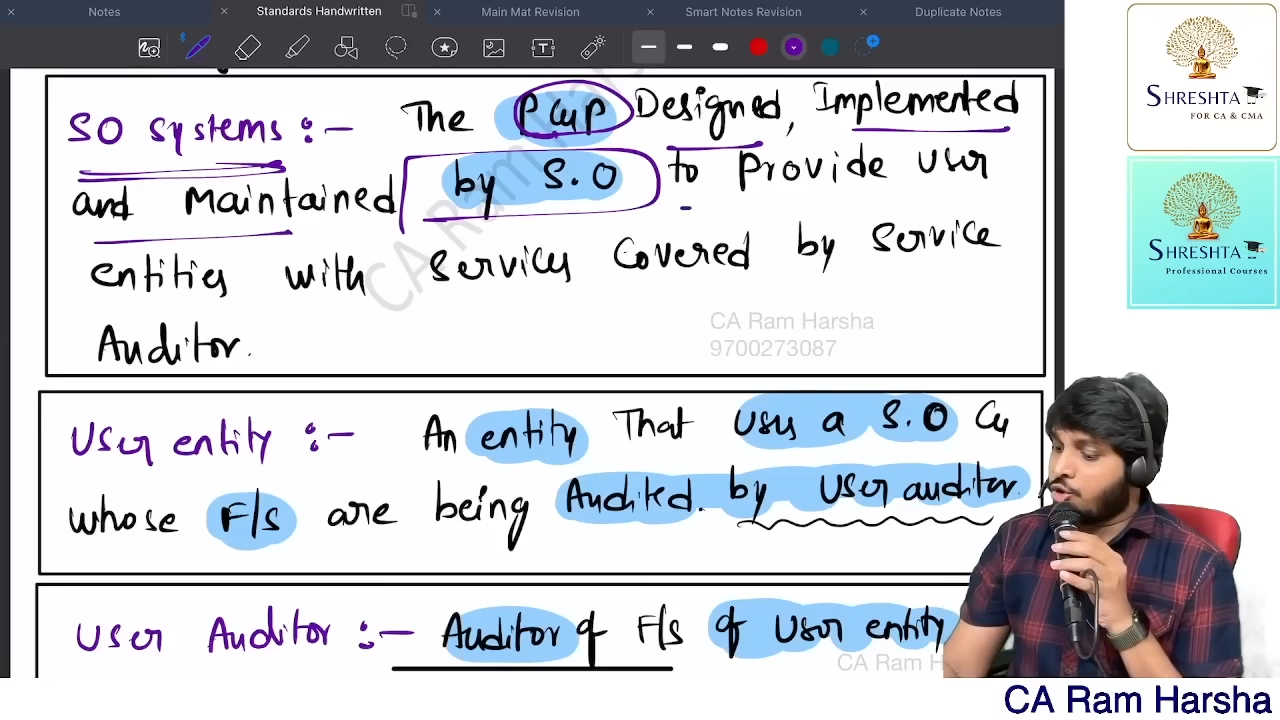 Notes
Standards Handwritten
Main Mat Revision
Smart Notes Revision
Duplicate Notes
SO Systems :- The P&P Designed, Implemented
and Maintained by S.O to Provide User
entities with Services Covered by Service
Auditor.
CA Ram Harsha
9700273087
User entity :- An entity That uses a S.O &
whose F/s are being Audited. by User auditor.
User Auditor :- Auditor of F/s of User entity
CA Ram H
SHRESHTA
FOR CA & CMA
SHRESHTA
Professional Courses
CA Ram Harsha